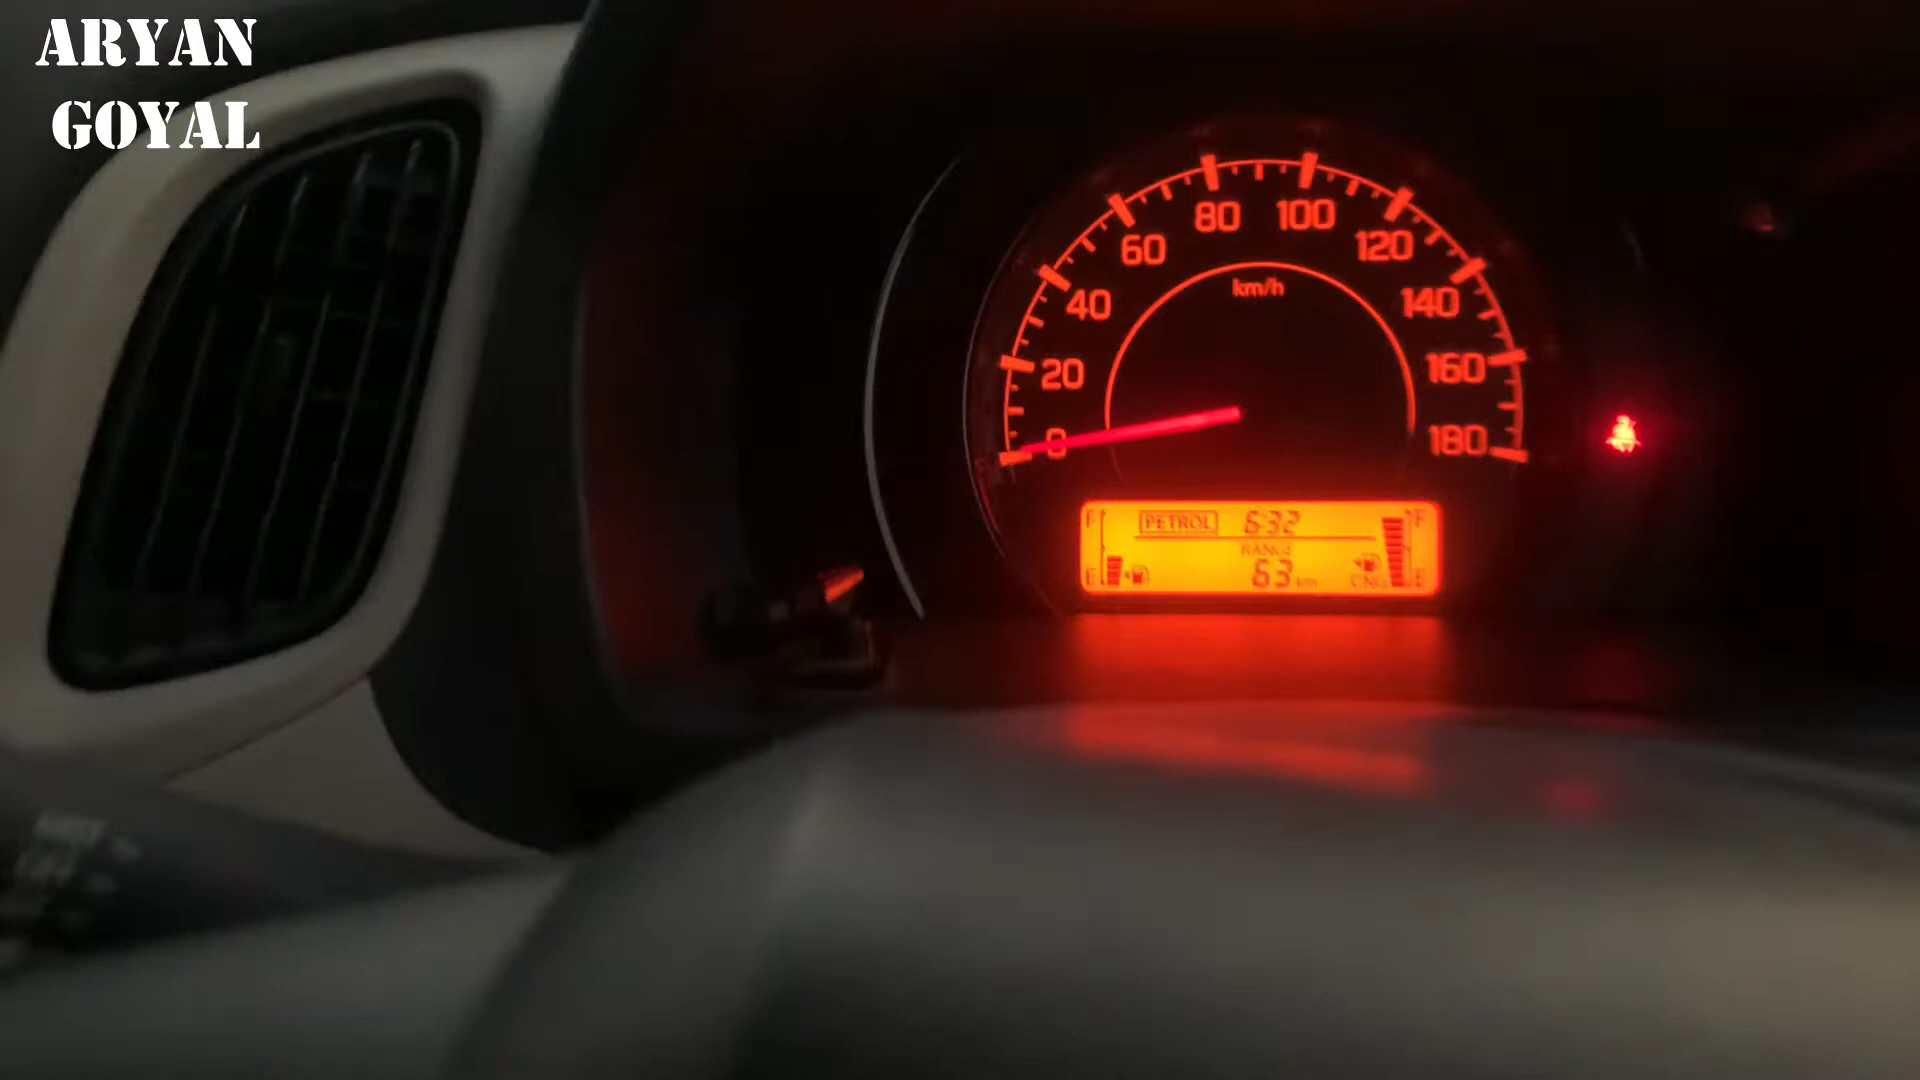 ARYAN
GOYAL
80 100
60 120
km/h
40 140
20 160
0 180
F PETROL 6:32 F
RANGE
E 63 km CNG E